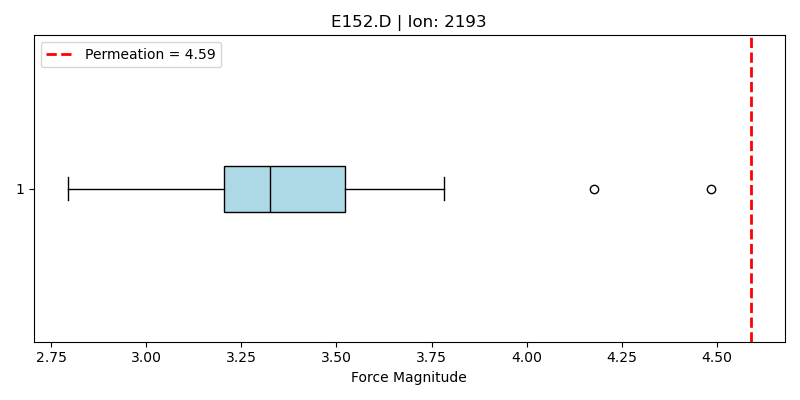 E152.D | Ion: 2193
Permeation = 4.59
1
2.75 3.00 3.25 3.50 3.75 4.00 4.25 4.50
Force Magnitude